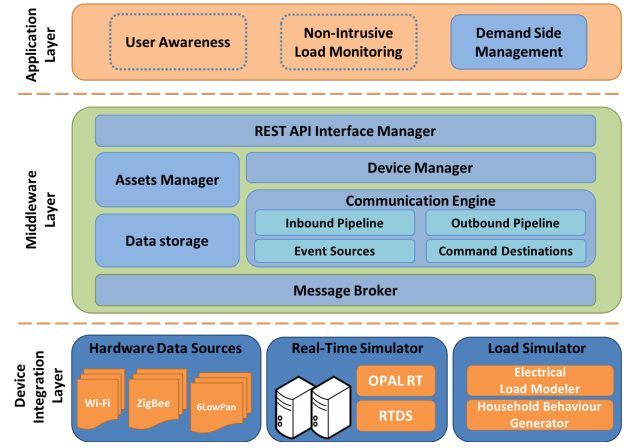 Application
Layer
User Awareness
Non-Intrusive
Load Monitoring
Demand Side
Management
Middleware
Layer
REST API Interface Manager
Assets Manager
Device Manager
Data storage
Communication Engine
Inbound Pipeline
Outbound Pipeline
Event Sources
Command Destinations
Message Broker
Device
Integration
Layer
Hardware Data Sources
Wi-Fi
ZigBee
6LowPan
Real-Time Simulator
OPAL RT
RTDS
Load Simulator
Electrical
Load Modeler
Household Behaviour
Generator